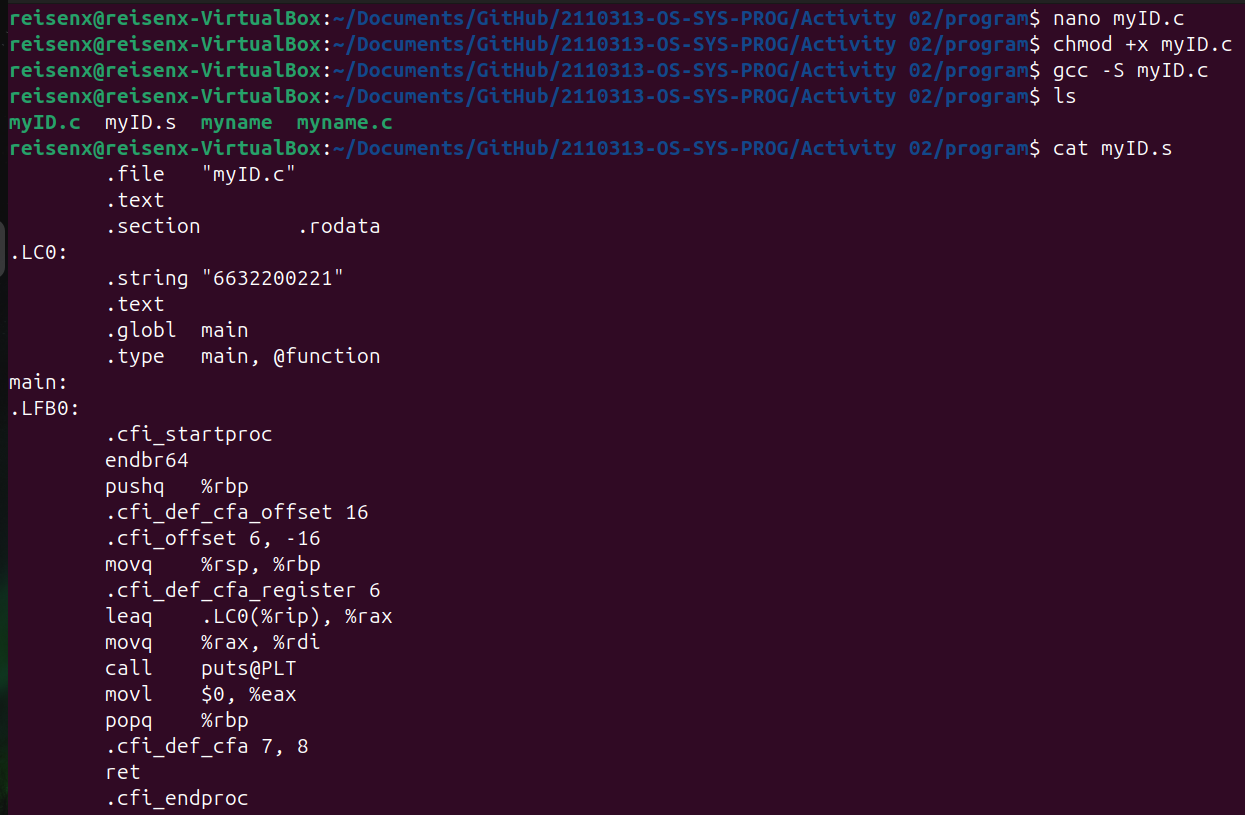 reisenx@reisenx-VirtualBox:~/Documents/GitHub/2110313-OS-SYS-PROG/Activity 02/program$ nano myID.c
reisenx@reisenx-VirtualBox:~/Documents/GitHub/2110313-OS-SYS-PROG/Activity 02/program$ chmod +x myID.c
reisenx@reisenx-VirtualBox:~/Documents/GitHub/2110313-OS-SYS-PROG/Activity 02/program$ gcc -S myID.c
reisenx@reisenx-VirtualBox:~/Documents/GitHub/2110313-OS-SYS-PROG/Activity 02/program$ ls
myID.c  myID.s  myname  myname.c
reisenx@reisenx-VirtualBox:~/Documents/GitHub/2110313-OS-SYS-PROG/Activity 02/program$ cat myID.s
        .file   "myID.c"
        .text
        .section        .rodata
.LC0:
        .string "6632200221"
        .text
        .globl  main
        .type   main, @function
main:
.LFB0:
        .cfi_startproc
        endbr64
        pushq   %rbp
        .cfi_def_cfa_offset 16
        .cfi_offset 6, -16
        movq    %rsp, %rbp
        .cfi_def_cfa_register 6
        leaq    .LC0(%rip), %rax
        movq    %rax, %rdi
        call    puts@PLT
        movl    $0, %eax
        popq    %rbp
        .cfi_def_cfa 7, 8
        ret
        .cfi_endproc